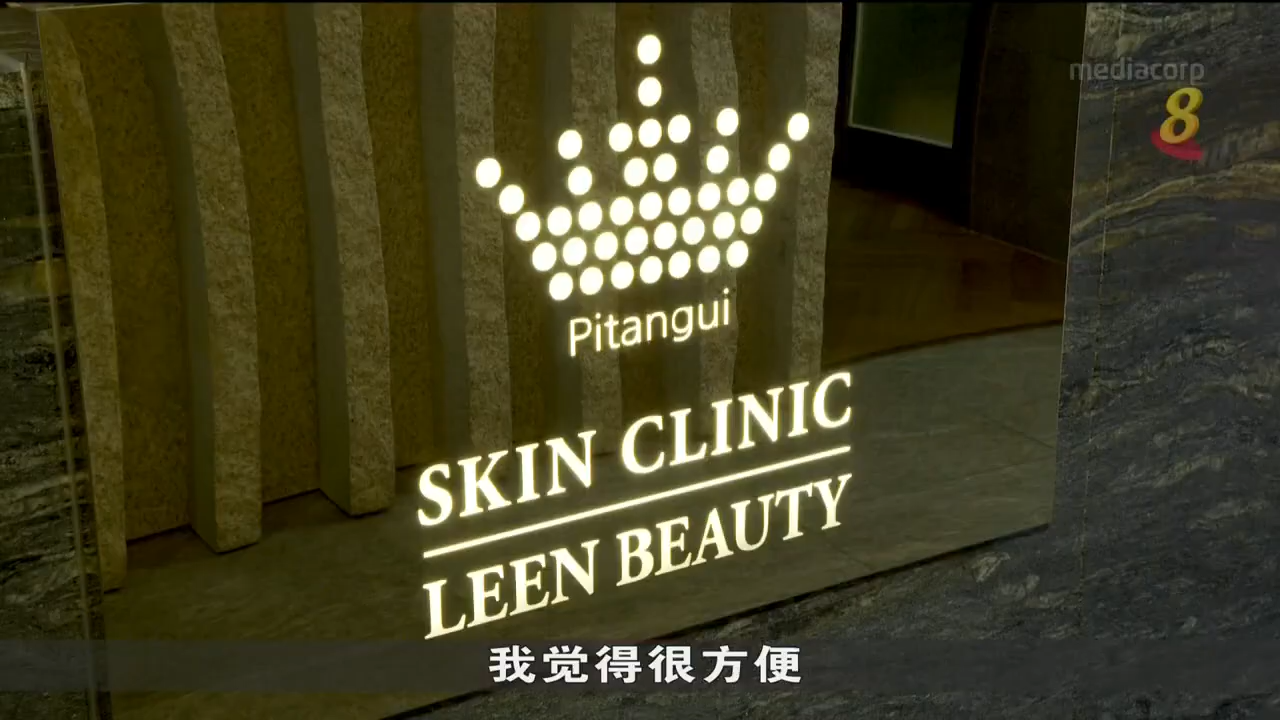 mediacorp
8
Pitangui
SKIN CLINIC
LEEN BEAUTY
我觉得很方便